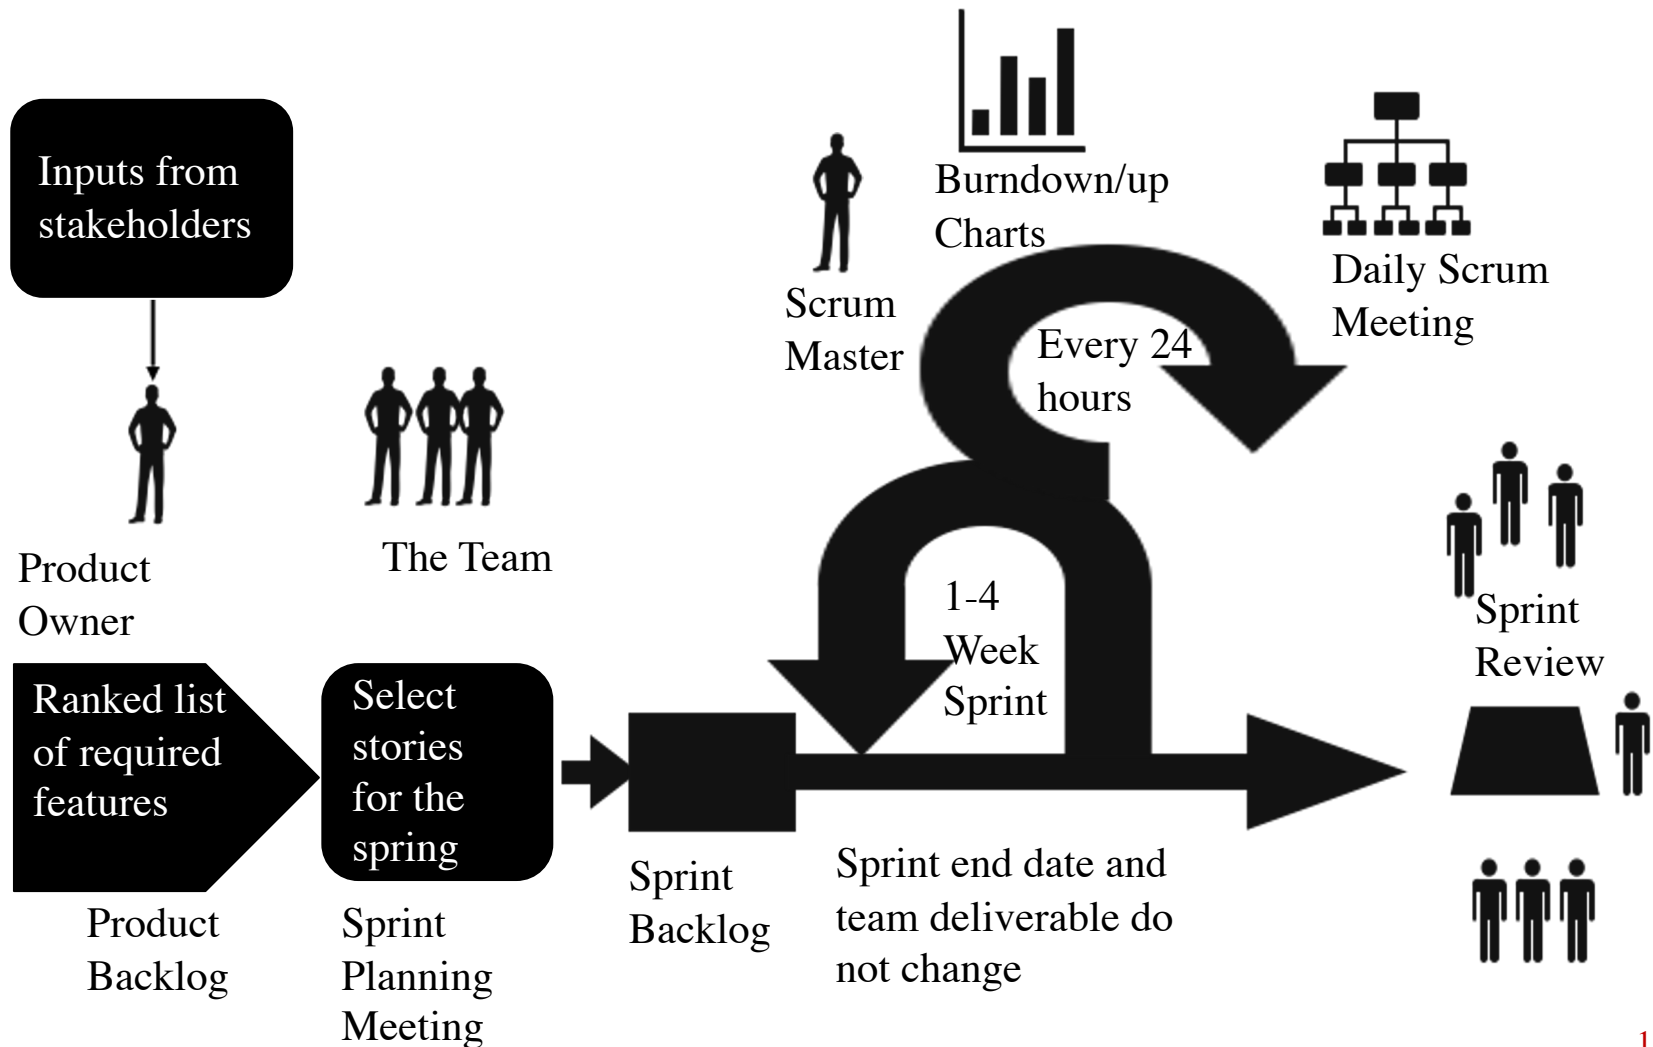 Inputs from
stakeholders
Product
Owner
The Team
Ranked list
of required
features
Product
Backlog
Select
stories
for the
spring
Sprint
Planning
Meeting
Sprint
Backlog
Scrum
Master
Burndown/up
Charts
Every 24
hours
Daily Scrum
Meeting
1-4
Week
Sprint
Sprint end date and
team deliverable do
not change
Sprint
Review
1